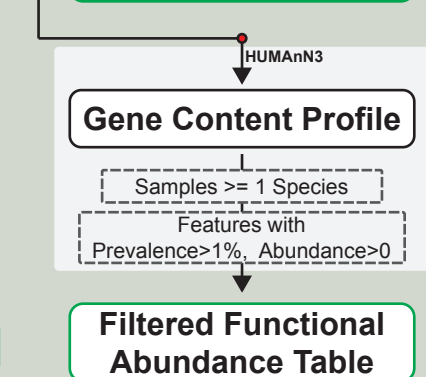 HUMAnN3
Gene Content Profile
Samples >= 1 Species
Features with
Prevalence>1%, Abundance>0
Filtered Functional
Abundance Table